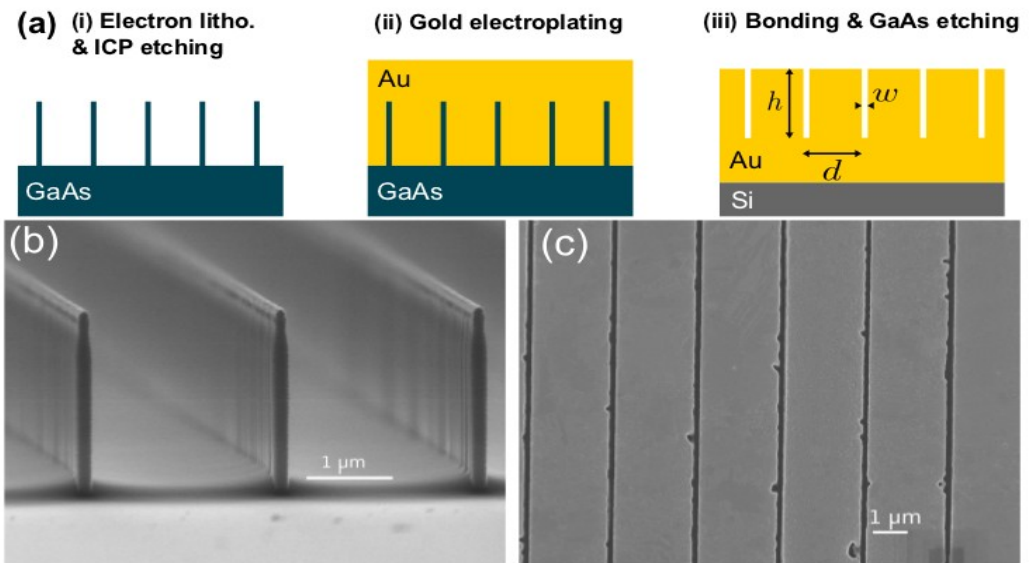 (a)
(i) Electron litho.
& ICP etching
(ii) Gold electroplating
(iii) Bonding & GaAs etching
Au
h
w
GaAs
GaAs
Au
d
Si
(b)
(c)
1 μm
1 μm